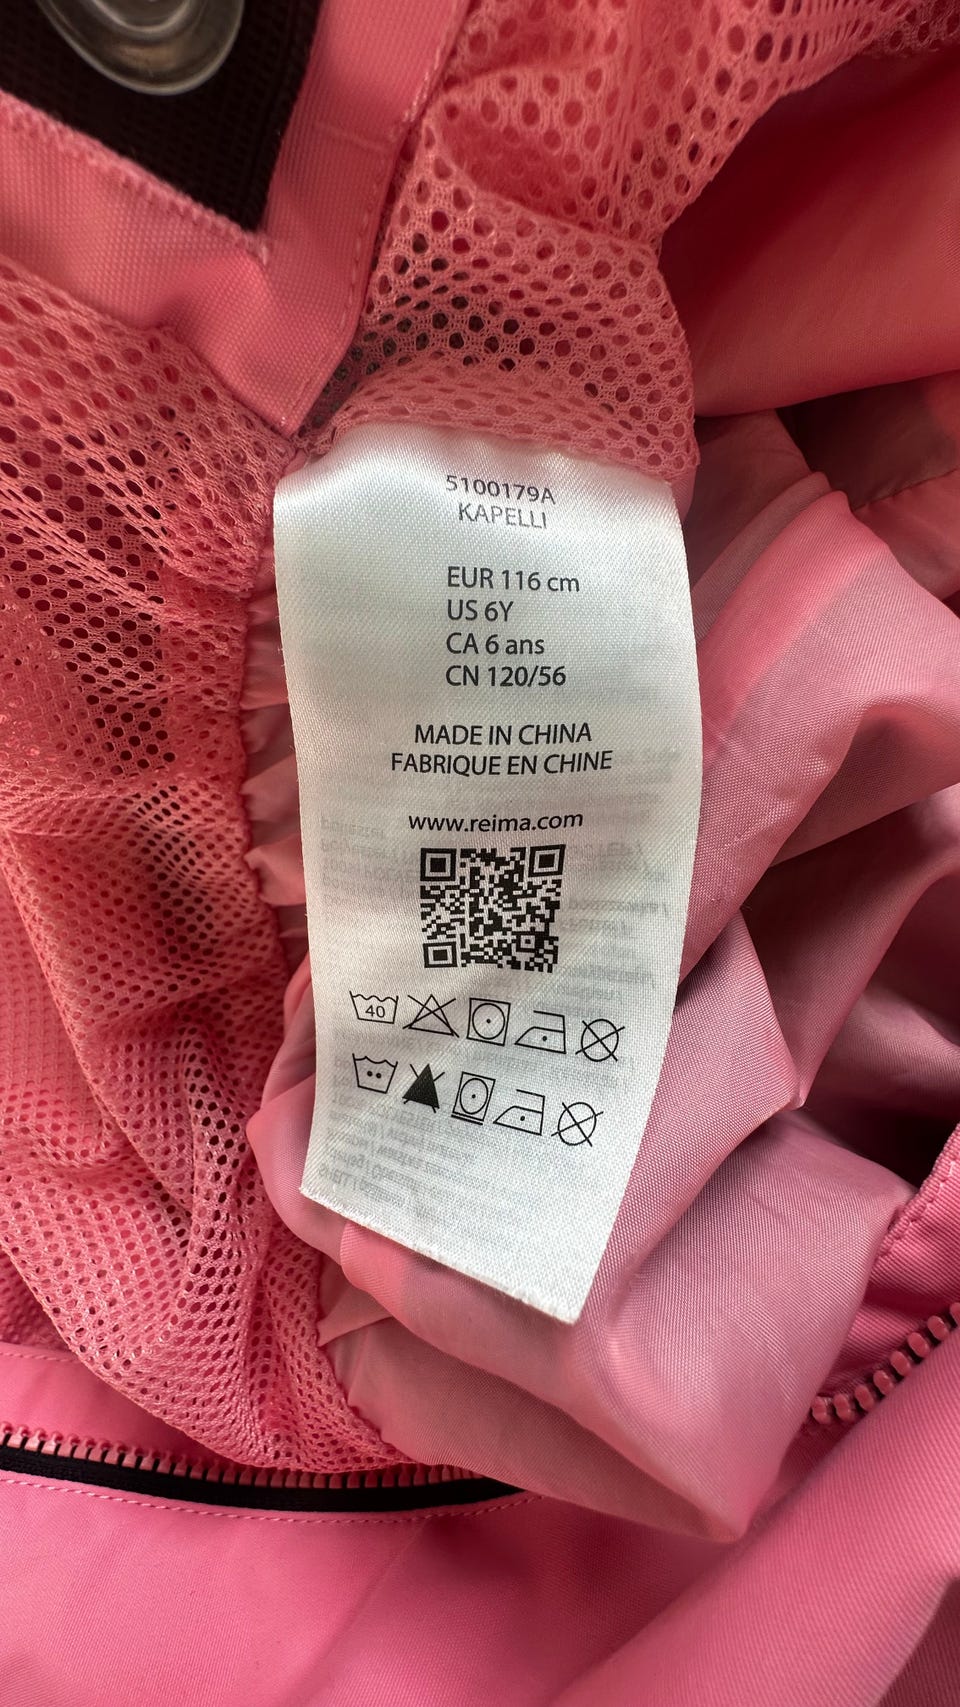 5100179A
KAPELLI
EUR 116 cm
US 6Y
CA 6 ans
CN 120/56
MADE IN CHINA
FABRIQUE EN CHINE
www.reima.com
40